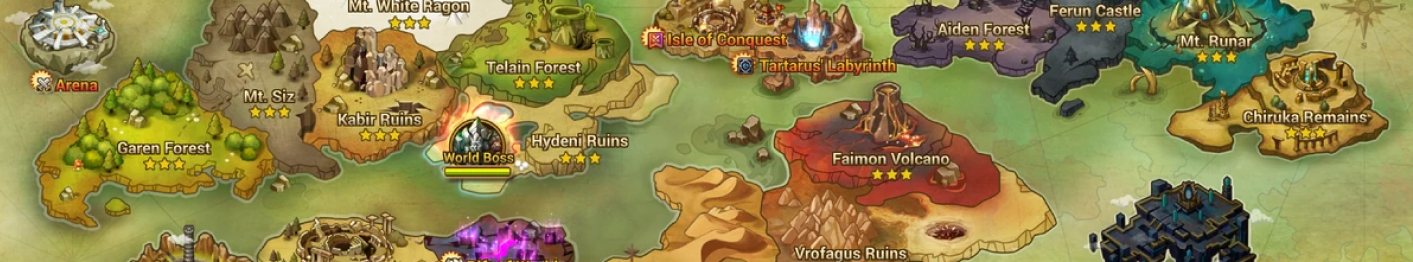 Mt. White Ragon
Ferun Castle
Aiden Forest
Isle of Conquest
Mt. Runar
Telain Forest
Tartarus' Labyrinth
Arena
Mt. Siz
Kabir Ruins
Chiruka Remains
Hydeni Ruins
Garen Forest
World Boss
Faimon Volcano
Vrofagus Ruins
W
E
S